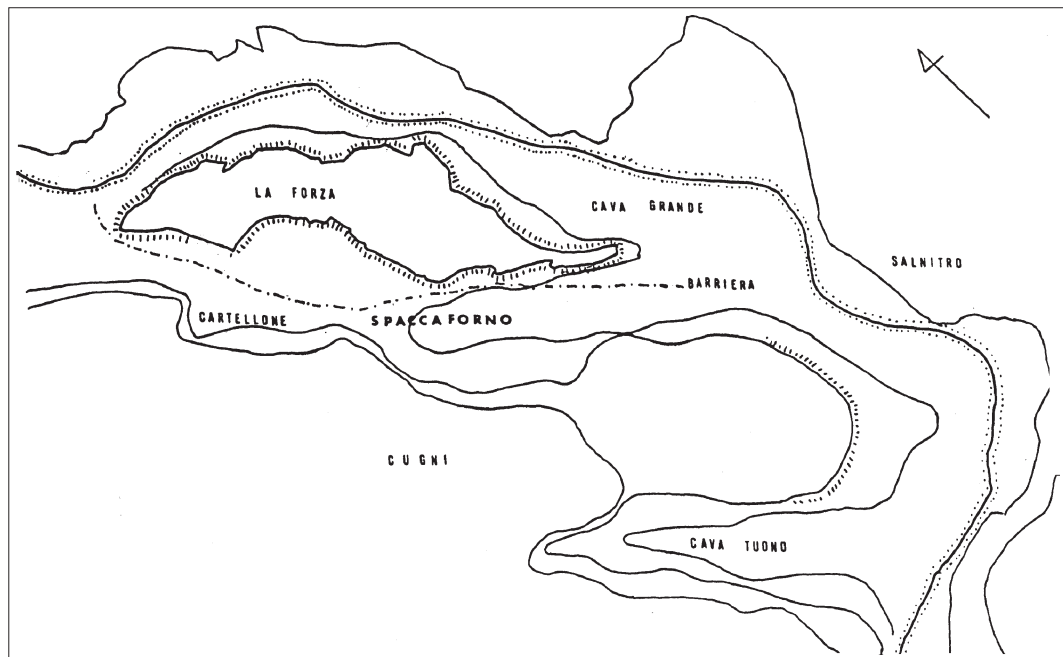 LA FORZA
CAVA GRANDE
SALNITRO
BARRIERA
CARTELLONE
SPACCAFORNO
CUGNI
CAVA TUONO